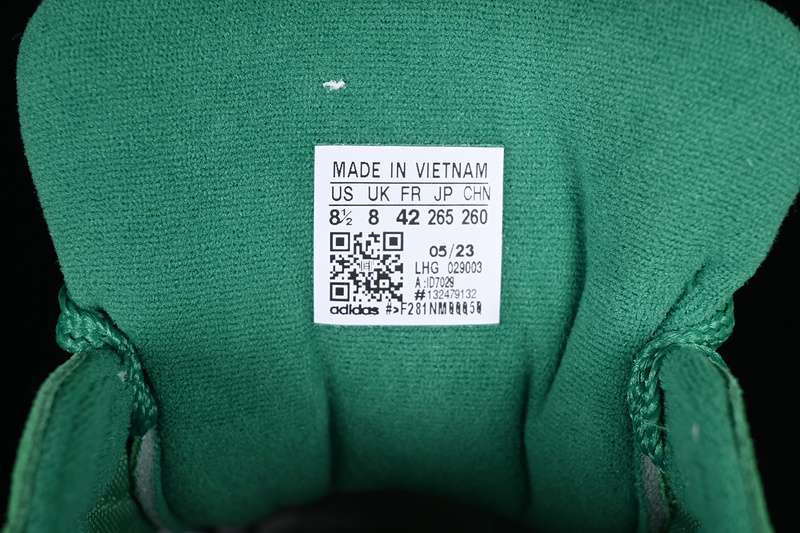 MADE IN VIETNAM
US UK FR JP CHN
8½ 8 42 265 260
05/23
LHG 029003
A:ID7029
#132479132
adidas